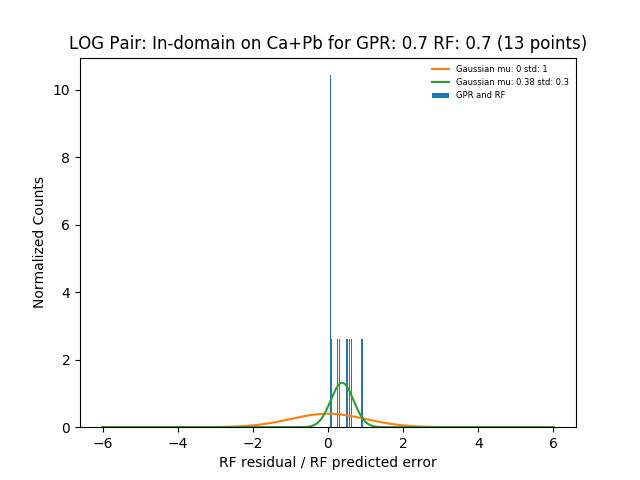 LOG Pair: In-domain on Ca+Pb for GPR: 0.7 RF: 0.7 (13 points)
Gaussian mu: 0 std: 1
Gaussian mu: 0.38 std: 0.3
GPR and RF
Normalized Counts
10
8
6
4
2
0
−6 −4 −2 0 2 4 6
RF residual / RF predicted error